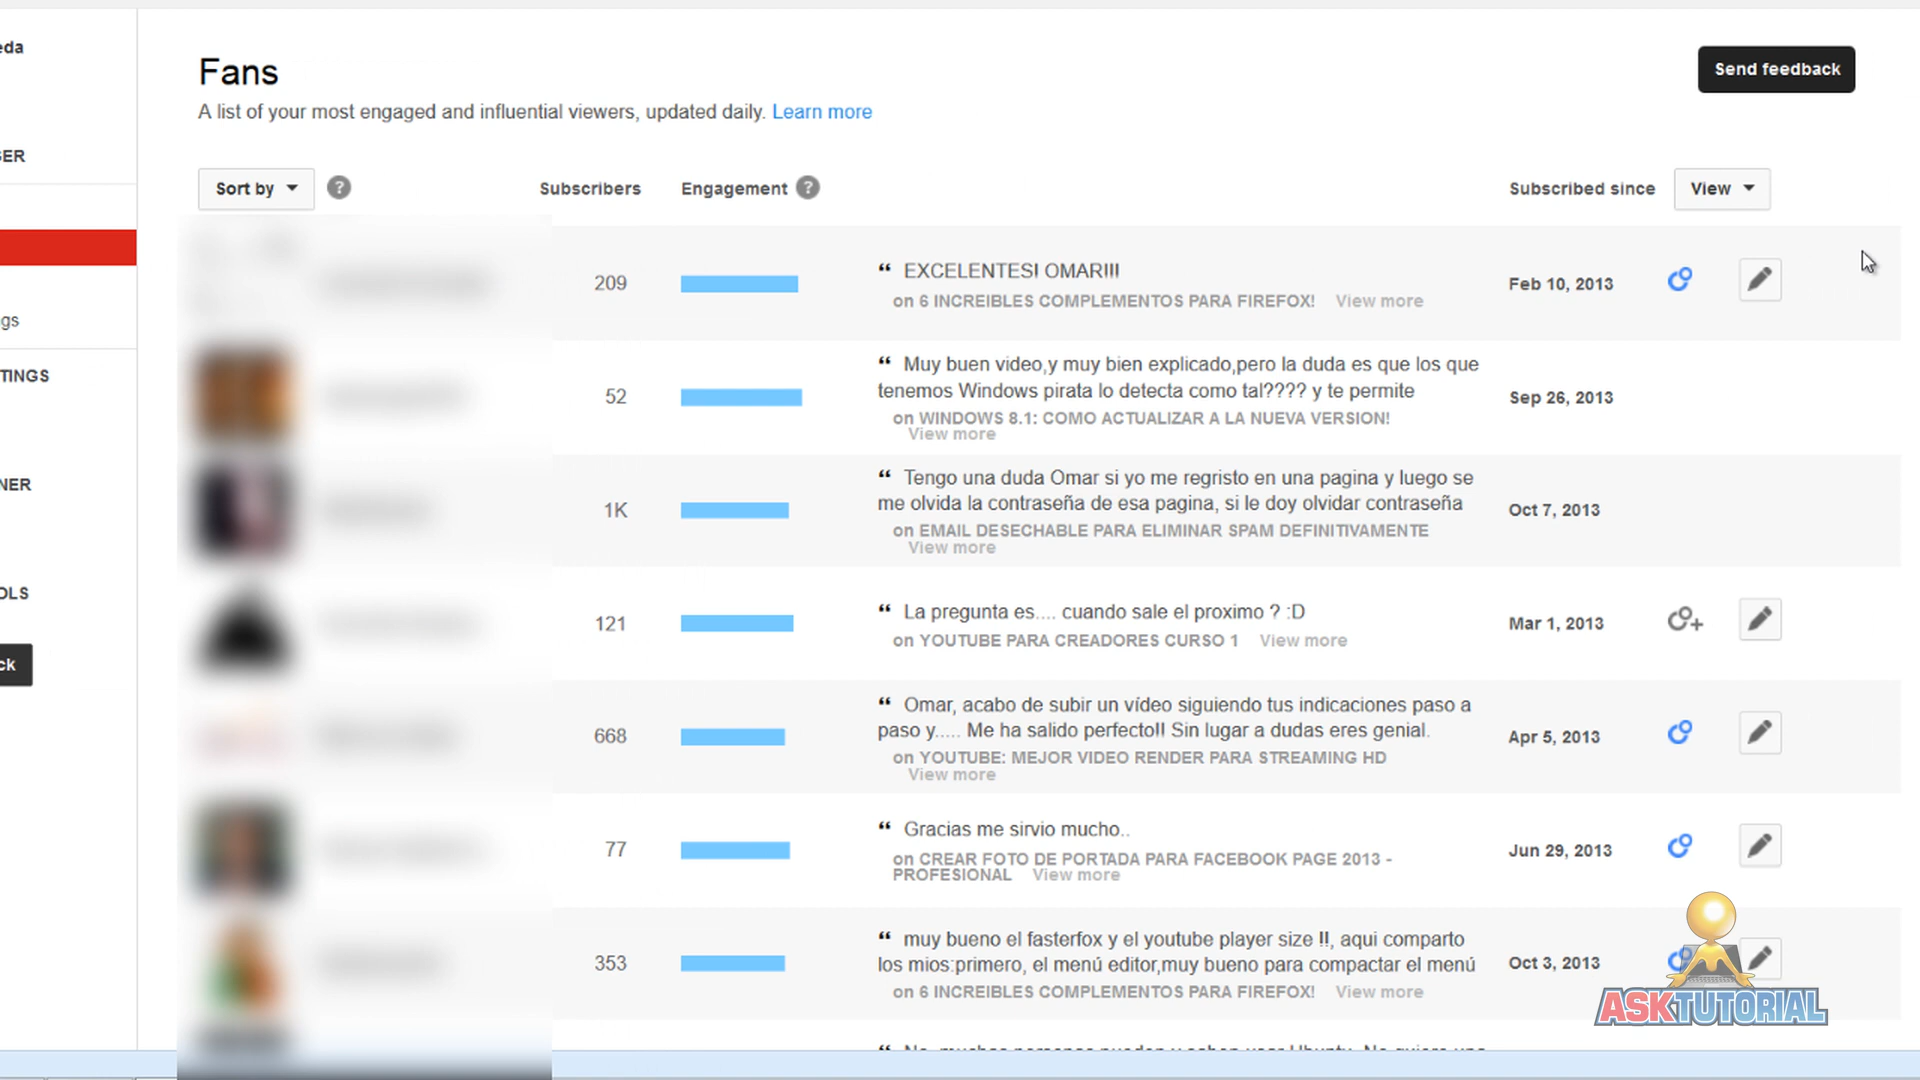 eda
Fans
Send feedback
A list of your most engaged and influential viewers, updated daily. Learn more
GER
Sort by
?
Subscribers
Engagement
?
Subscribed since
View
209
“ EXCELENTES! OMAR!!!
on 6 INCREIBLES COMPLEMENTOS PARA FIREFOX! View more
Feb 10, 2013
gs
TINGS
52
“ Muy buen video,y muy bien explicado,pero la duda es que los que
tenemos Windows pirata lo detecta como tal???? y te permite
on WINDOWS 8.1: COMO ACTUALIZAR A LA NUEVA VERSION!
View more
Sep 26, 2013
NER
1K
“ Tengo una duda Omar si yo me regristo en una pagina y luego se
me olvida la contraseña de esa pagina, si le doy olvidar contraseña
on EMAIL DESECHABLE PARA ELIMINAR SPAM DEFINITIVAMENTE
View more
Oct 7, 2013
OLS
121
“ La pregunta es.... cuando sale el proximo ? :D
on YOUTUBE PARA CREADORES CURSO 1 View more
Mar 1, 2013
ck
668
“ Omar, acabo de subir un vídeo siguiendo tus indicaciones paso a
paso y..... Me ha salido perfecto!! Sin lugar a dudas eres genial.
on YOUTUBE: MEJOR VIDEO RENDER PARA STREAMING HD
View more
Apr 5, 2013
77
“ Gracias me sirvio mucho..
on CREAR FOTO DE PORTADA PARA FACEBOOK PAGE 2013 -
PROFESIONAL View more
Jun 29, 2013
353
“ muy bueno el fasterfox y el youtube player size !!, aqui comparto
los mios:primero, el menú editor,muy bueno para compactar el menú
on 6 INCREIBLES COMPLEMENTOS PARA FIREFOX! View more
Oct 3, 2013
ASKTUTORIAL